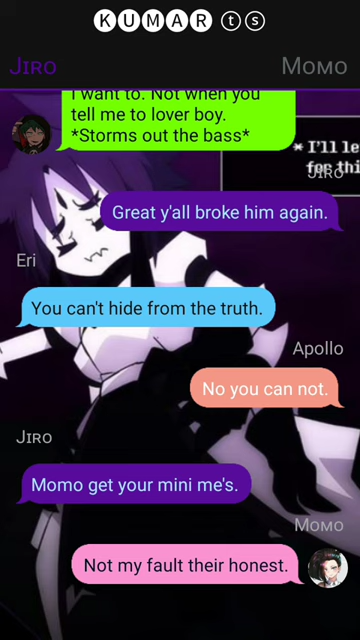 KUMAR ts
Jiro Momo
I want to. Not when you
tell me to lover boy.
*Storms out the bass*
* I'll le
for thi
Jiro
Great y'all broke him again.
Eri
You can't hide from the truth.
Apollo
No you can not.
Jiro
Momo get your mini me's.
Momo
Not my fault their honest.